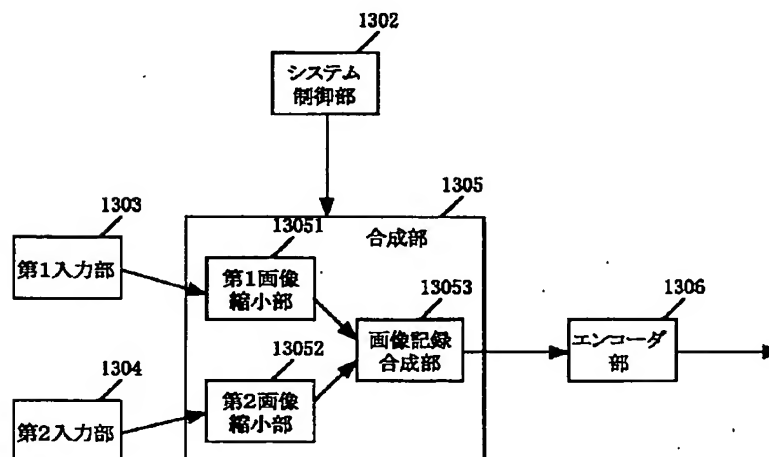 1302
システム
制御部
1305
合成部
1303
第1入力部
13051
第1画像
縮小部
13053
画像記録
合成部
1306
エンコーダ
部
1304
第2入力部
13052
第2画像
縮小部